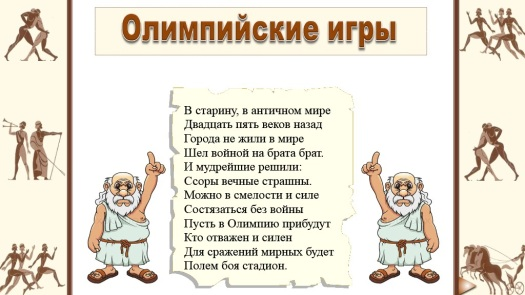 Олимпийские игры
В старину, в античном мире
Двадцать пять веков назад
Города не жили в мире
Шел войной на брата брат.
И мудрейшие решили:
Ссоры вечные страшны.
Можно в смелости и силе
Состязаться без войны
Пусть в Олимпию прибудут
Кто отважен и силен
Для сражений мирных будет
Полем боя стадион.